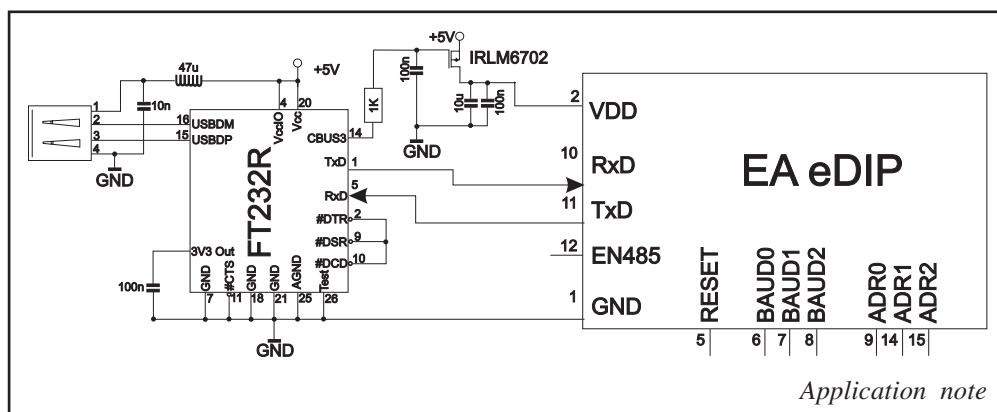 +5V
IRLM6702
47u
+5V
100n
1K
10u
100n
1
2
3
4
10n
GND
16 USBDM
15 USBDP
4
20
VccIO
Vcc
CBUS3 14
GND
TxD 1
RxD 5
#DTR 2
#DSR 9
#DCD 10
FT232R
3V3 Out
100n
GND
#CTS
GND
GND
AGND
Test
7
11
18
21
25
26
GND
2 VDD
10 RxD
11 TxD
12 EN485
1 GND
EA eDIP
RESET
BAUD0
BAUD1
BAUD2
ADR0
ADR1
ADR2
5
6
7
8
9
14
15
Application note